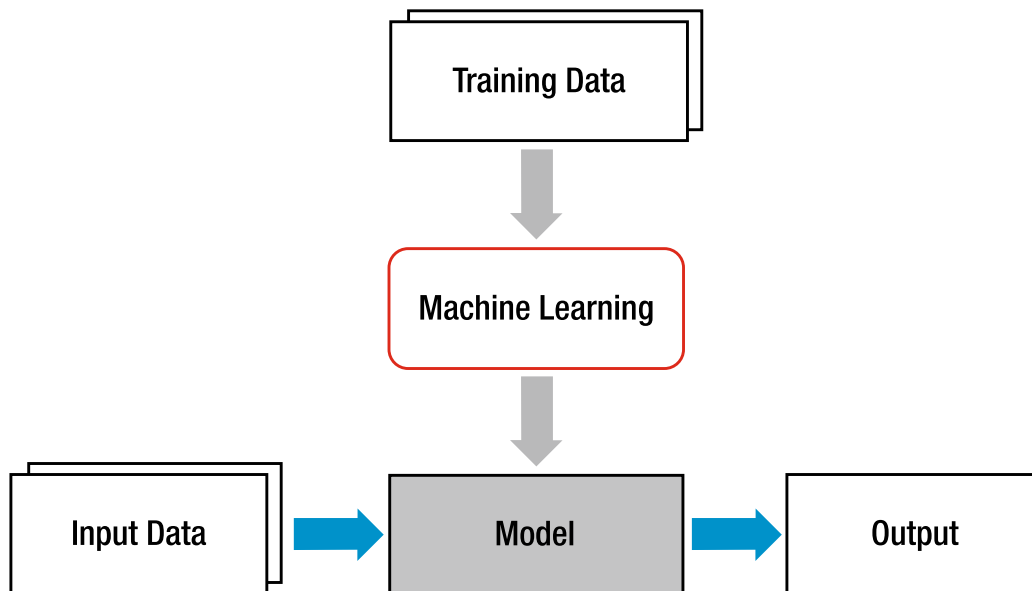 Training Data
Machine Learning
Input Data
Model
Output